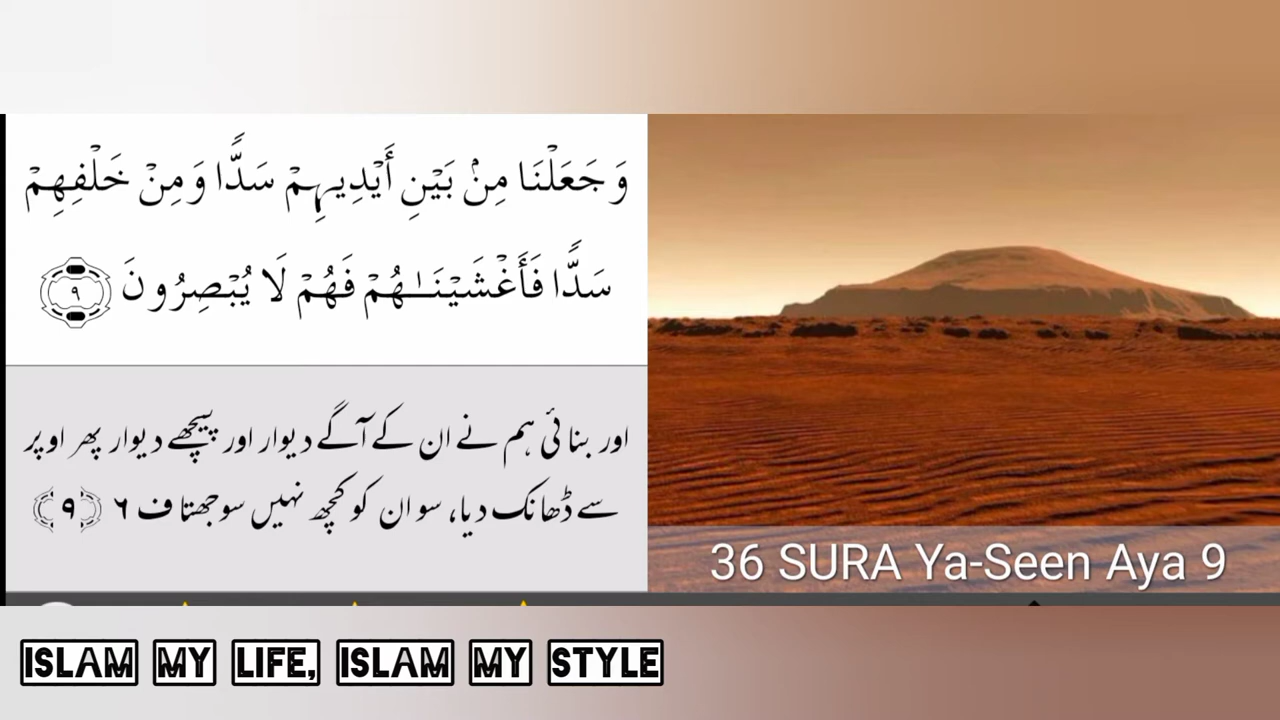 وَجَعَلْنَا مِنۢ بَيْنِ أَيْدِيهِمْ سَدًّا وَمِنْ خَلْفِهِمْ
سَدًّا فَأَغْشَيْنَـٰهُمْ فَهُمْ لَا يُبْصِرُونَ ٩
اور بنائی ہم نے ان کے آگے دیوار اور پیچھے دیوار پھر اوپر
سے ڈھانک دیا، سو ان کو کچھ نہیں سوجھتا ف ٦ ﴿٩﴾
36 SURA Ya-Seen Aya 9
ISLAM MY LIFE, ISLAM MY STYLE